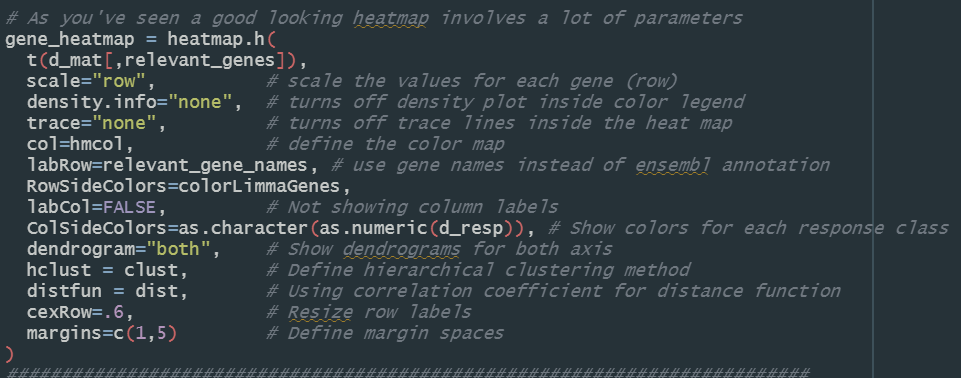 # As you've seen a good looking heatmap involves a lot of parameters
gene_heatmap = heatmap.h(
  t(d_mat[,relevant_genes]),
  scale="row",          # scale the values for each gene (row)
  density.info="none",  # turns off density plot inside color legend
  trace="none",         # turns off trace lines inside the heat map
  col=hmcol,            # define the color map
  labRow=relevant_gene_names, # use gene names instead of ensembl annotation
  RowSideColors=colorLimmaGenes,
  labCol=FALSE,         # Not showing column labels
  ColSideColors=as.character(as.numeric(d_resp)), # Show colors for each response class
  dendrogram="both",    # Show dendrograms for both axis
  hclust = clust,       # Define hierarchical clustering method
  distfun = dist,       # Using correlation coefficient for distance function
  cexRow=.6,            # Resize row labels
  margins=c(1,5)        # Define margin spaces
)
##########################################################################